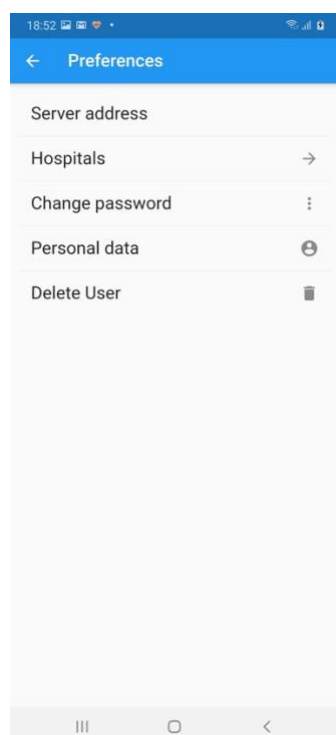 18:52
Preferences
Server address
Hospitals
Change password
Personal data
Delete User